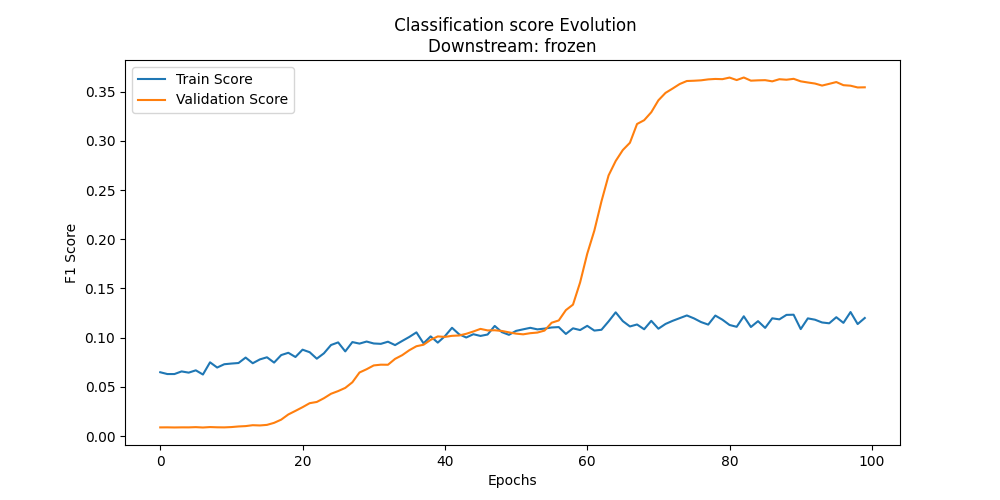 Classification score Evolution
Downstream: frozen
Train Score
Validation Score
0.35
0.30
0.25
0.20
0.15
0.10
0.05
0.00
F1 Score
0 20 40 60 80 100
Epochs